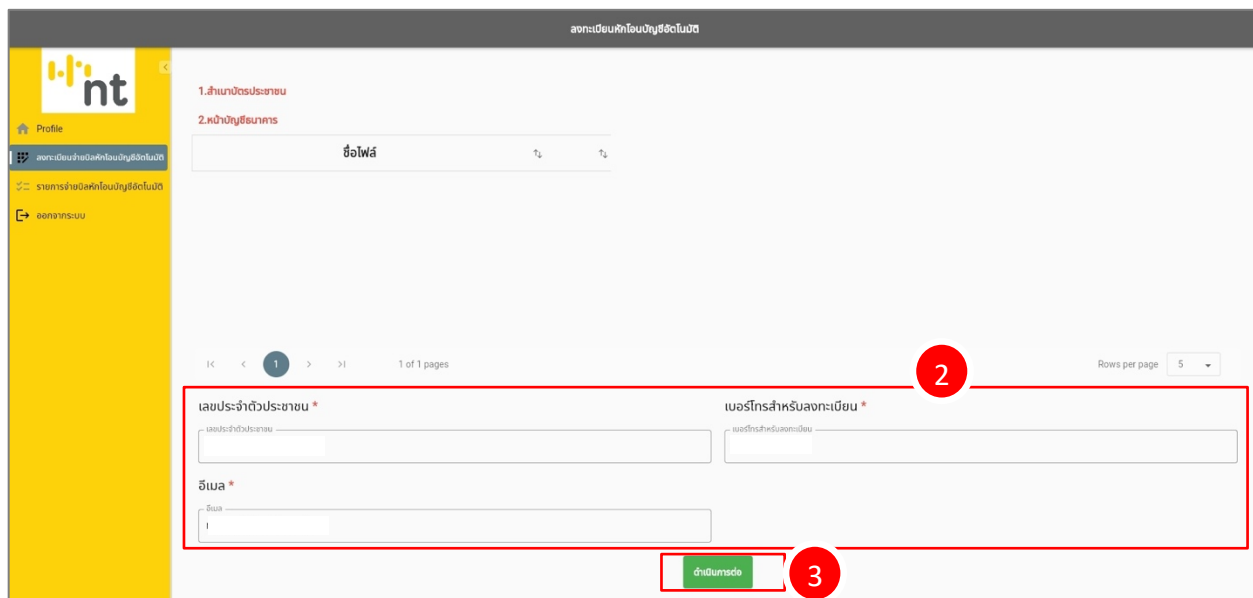 ลงทะเบียนหักโอนบัญชีอัตโนมัติ
nt
Profile
ลงทะเบียนจ่ายบิลหักโอนบัญชีอัตโนมัติ
รายการจ่ายบิลหักโอนบัญชีอัตโนมัติ
ออกจากระบบ
1.สำเนาบัตรประชาชน
2.หน้าบัญชีธนาคาร
ชื่อไฟล์
1
1 of 1 pages
Rows per page 5
2
เลขประจำตัวประชาชน *
เบอร์โทรสำหรับลงทะเบียน *
เลขประจำตัวประชาชน
เบอร์โทรสำหรับลงทะเบียน
อีเมล *
อีเมล
ดำเนินการต่อ
3